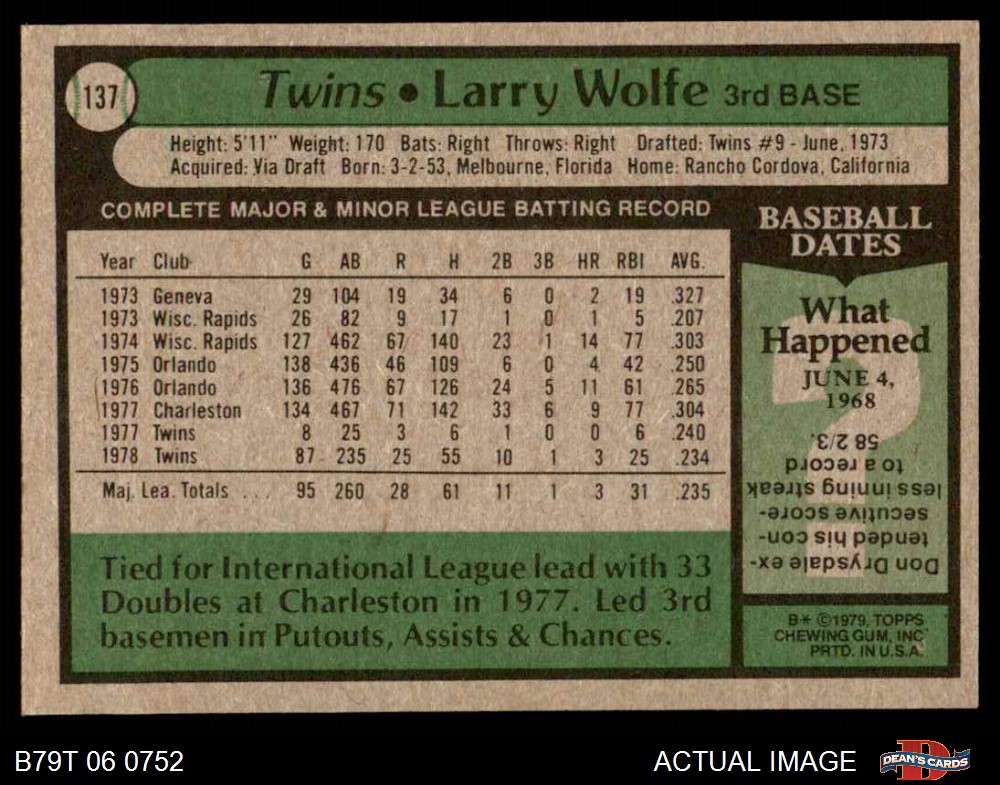 137
Twins • Larry Wolfe 3rd BASE
Height: 5'11" Weight: 170 Bats: Right Throws: Right Drafted: Twins #9 - June, 1973
Acquired: Via Draft Born: 3-2-53, Melbourne, Florida Home: Rancho Cordova, California
COMPLETE MAJOR & MINOR LEAGUE BATTING RECORD
Year Club G AB R H 2B 3B HR RBI AVG.
1973 Geneva 29 104 19 34 6 0 2 19 .327
1973 Wisc. Rapids 26 82 9 17 1 0 1 5 .207
1974 Wisc. Rapids 127 462 67 140 23 1 14 77 .303
1975 Orlando 138 436 46 109 6 0 4 42 .250
1976 Orlando 136 476 67 126 24 5 11 61 .265
1977 Charleston 134 467 71 142 33 6 9 77 .304
1977 Twins 8 25 3 6 1 0 0 6 .240
1978 Twins 87 235 25 55 10 1 3 25 .234
Maj. Lea. Totals ... 95 260 28 61 11 1 3 31 .235
Tied for International League lead with 33
Doubles at Charleston in 1977. Led 3rd
basemen in Putouts, Assists & Chances.
BASEBALL
DATES
What
Happened
JUNE 4,
1968
?
Don Drysdale ex-
tended his con-
secutive score-
less inning streak
to a record
58 2/3.
B* ©1979, TOPPS
CHEWING GUM, INC
PRTD. IN U.S.A.
B79T 06 0752
ACTUAL IMAGE
D
DEAN'S CARDS